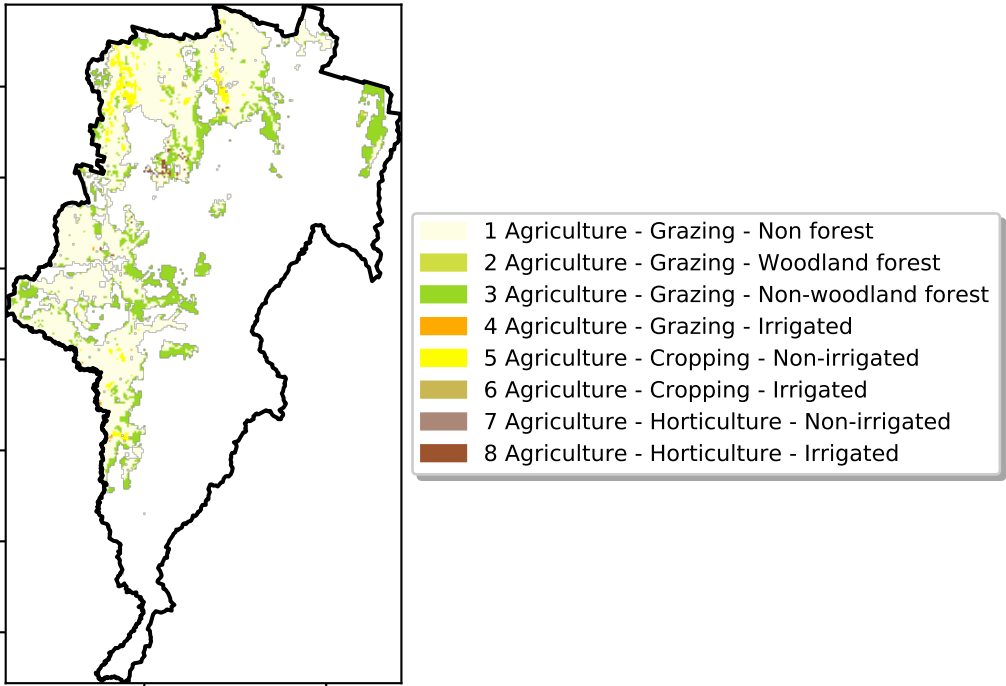 1 Agriculture - Grazing - Non forest
2 Agriculture - Grazing - Woodland forest
3 Agriculture - Grazing - Non-woodland forest
4 Agriculture - Grazing - Irrigated
5 Agriculture - Cropping - Non-irrigated
6 Agriculture - Cropping - Irrigated
7 Agriculture - Horticulture - Non-irrigated
8 Agriculture - Horticulture - Irrigated